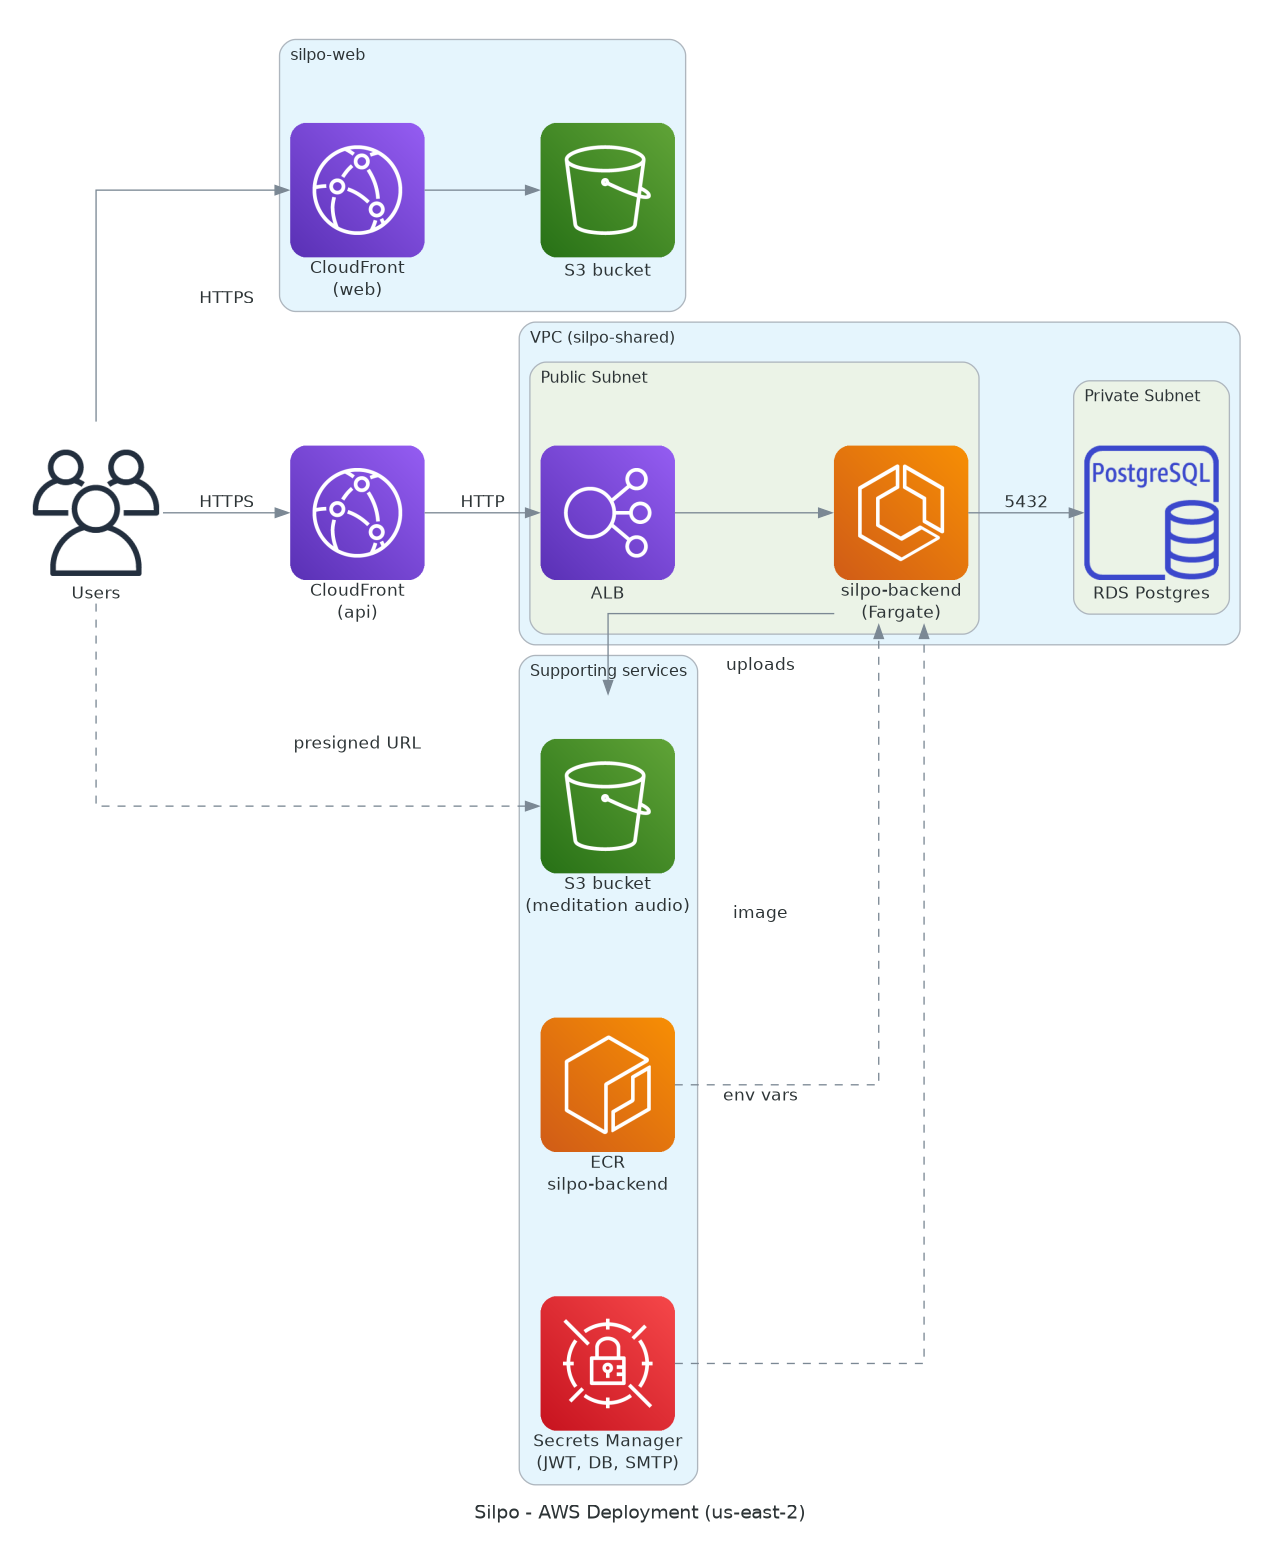 silpo-web
CloudFront
(web)
S3 bucket
HTTPS
VPC (silpo-shared)
Public Subnet
Private Subnet
PostgreSQL
HTTPS
HTTP
5432
Users
CloudFront
(api)
ALB
silpo-backend
(Fargate)
RDS Postgres
Supporting services
uploads
presigned URL
S3 bucket
(meditation audio)
image
env vars
ECR
silpo-backend
Secrets Manager
(JWT, DB, SMTP)
Silpo - AWS Deployment (us-east-2)